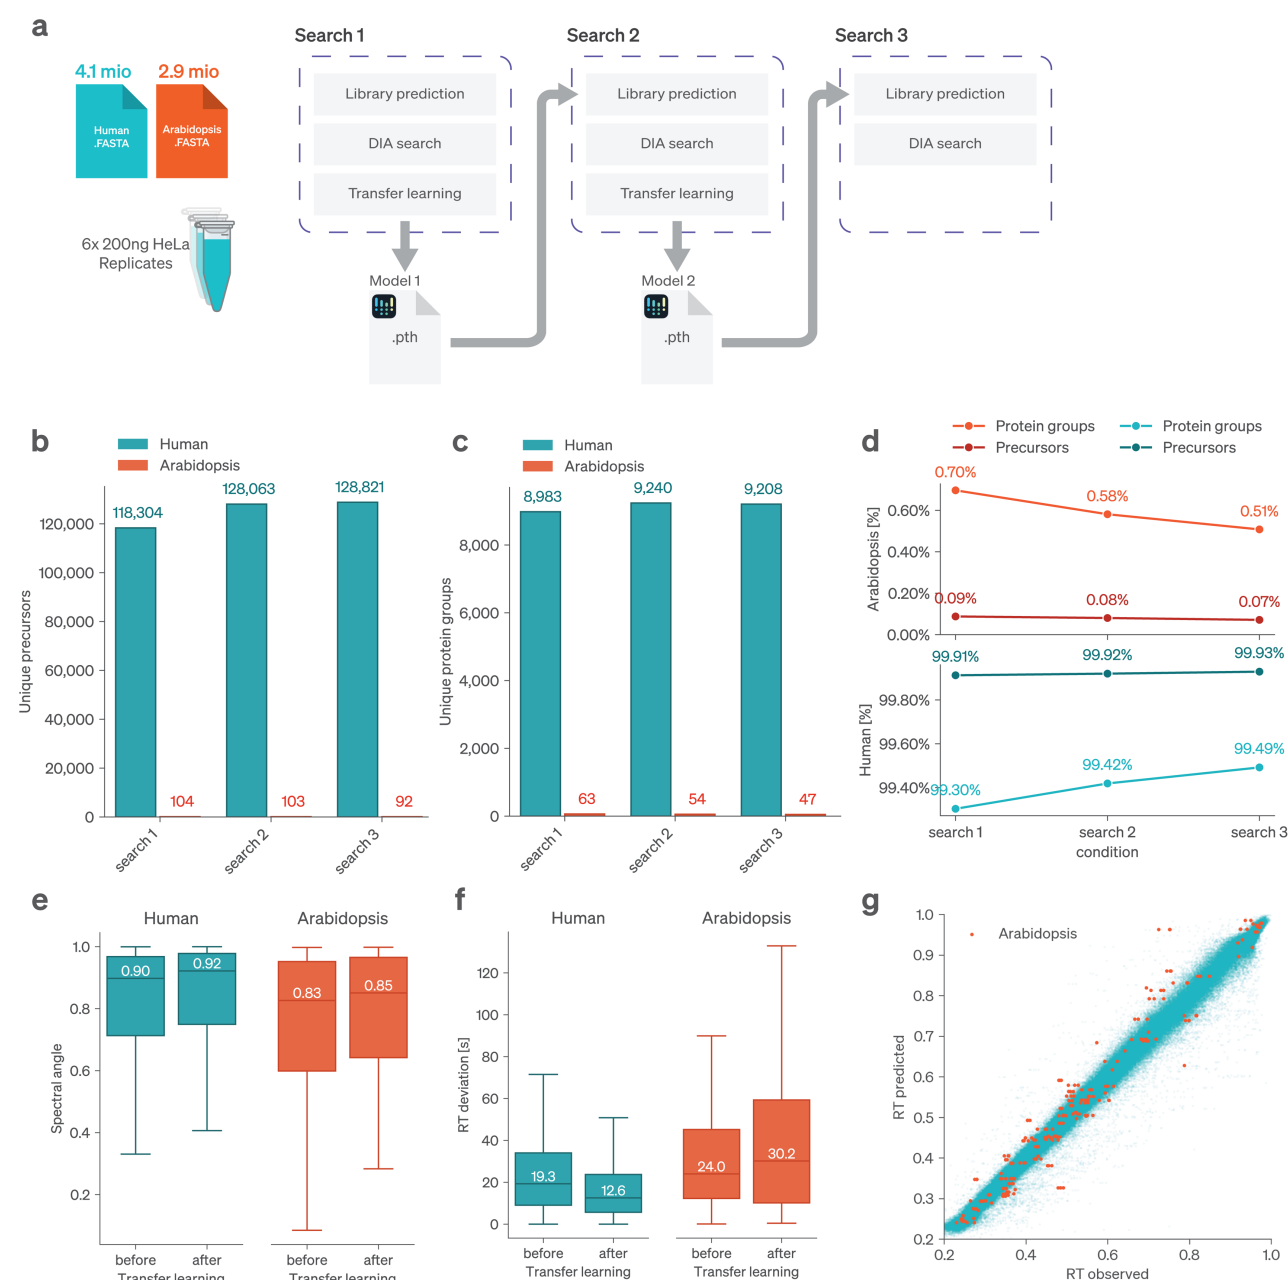 a
4.1 mio
2.9 mio
Human
.FASTA
Arabidopsis
.FASTA
6x 200ng HeLa
Replicates
Search 1
Library prediction
DIA search
Transfer learning
Model 1
.pth
Search 2
Library prediction
DIA search
Transfer learning
Model 2
.pth
Search 3
Library prediction
DIA search
b
Human
Arabidopsis
Unique precursors
120,000
100,000
80,000
60,000
40,000
20,000
0
118,304
128,063
128,821
104
103
92
search 1
search 2
search 3
c
Human
Arabidopsis
Unique protein groups
8,000
6,000
4,000
2,000
0
8,983
9,240
9,208
63
54
47
search 1
search 2
search 3
d
Protein groups
Precursors
Protein groups
Precursors
Arabidopsis [%]
0.60%
0.40%
0.20%
0.00%
0.70%
0.58%
0.51%
0.09%
0.08%
0.07%
Human [%]
99.80%
99.60%
99.40%
99.91%
99.92%
99.93%
99.30%
99.42%
99.49%
search 1
search 2
search 3
condition
e
Human
Arabidopsis
Spectral angle
1.0
0.8
0.6
0.4
0.2
0.90
0.92
0.83
0.85
before
after
before
after
Transfer learning
Transfer learning
f
Human
Arabidopsis
RT deviation [s]
120
100
80
60
40
20
0
19.3
12.6
24.0
30.2
before
after
before
after
Transfer learning
Transfer learning
g
Arabidopsis
RT predicted
1.0
0.9
0.8
0.7
0.6
0.5
0.4
0.3
0.2
0.2
0.4
0.6
0.8
1.0
RT observed